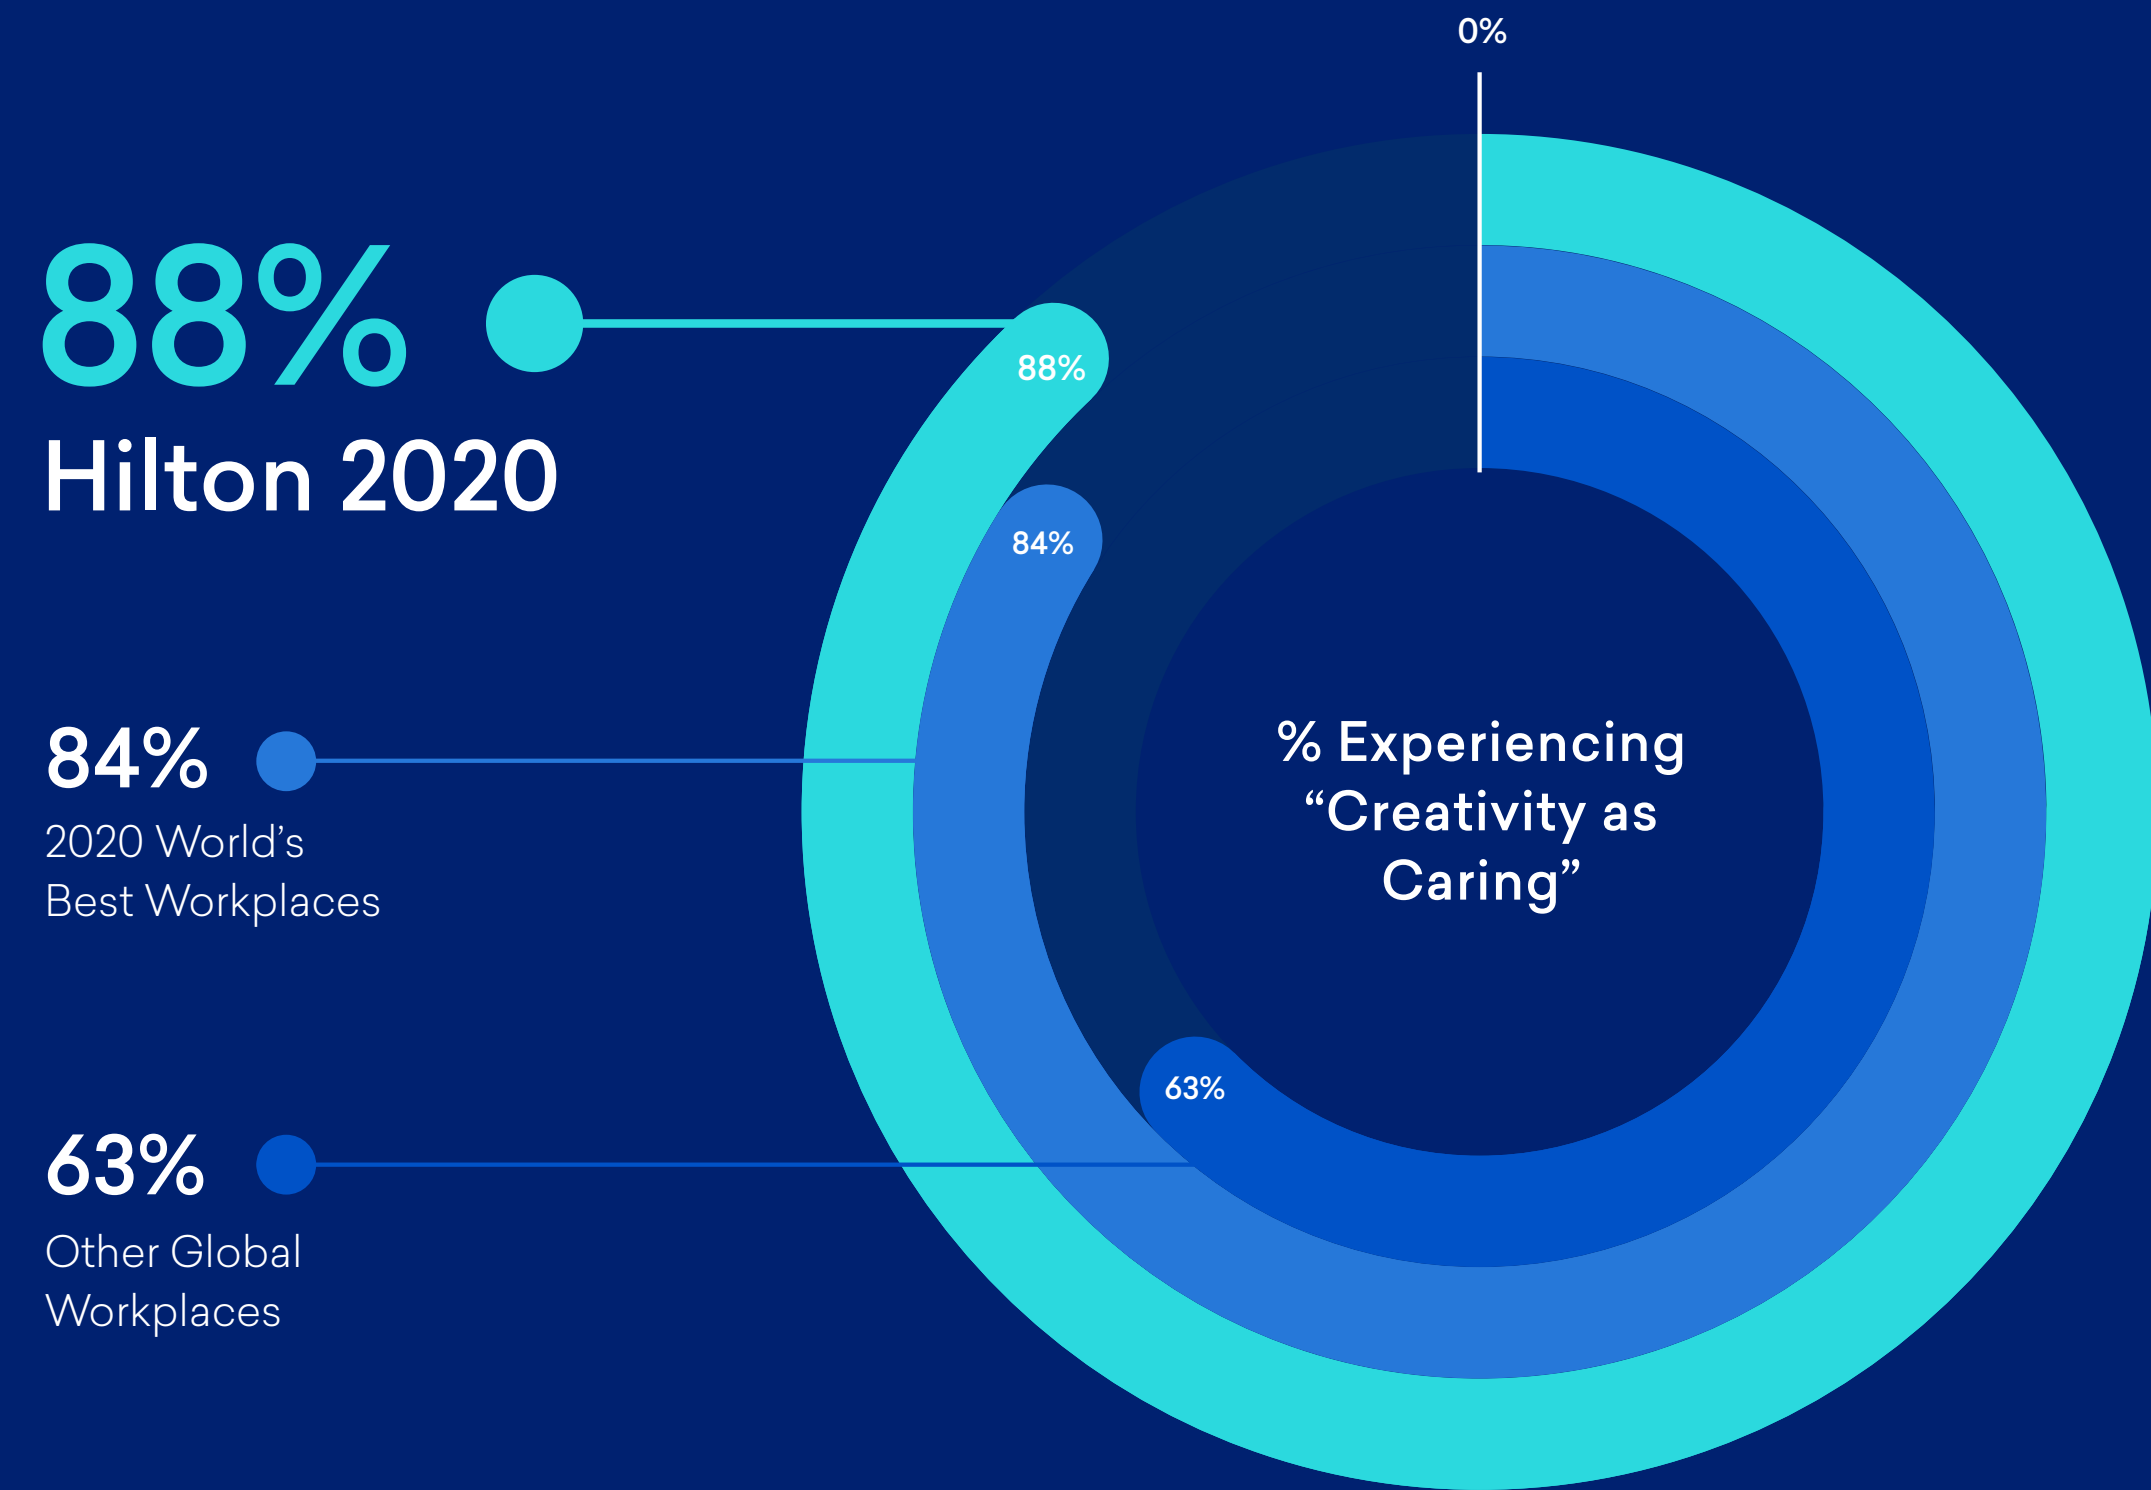 0%
88%
Hilton 2020
88%
84%
84%
2020 World’s
Best Workplaces
% Experiencing
“Creativity as
Caring”
63%
63%
Other Global
Workplaces